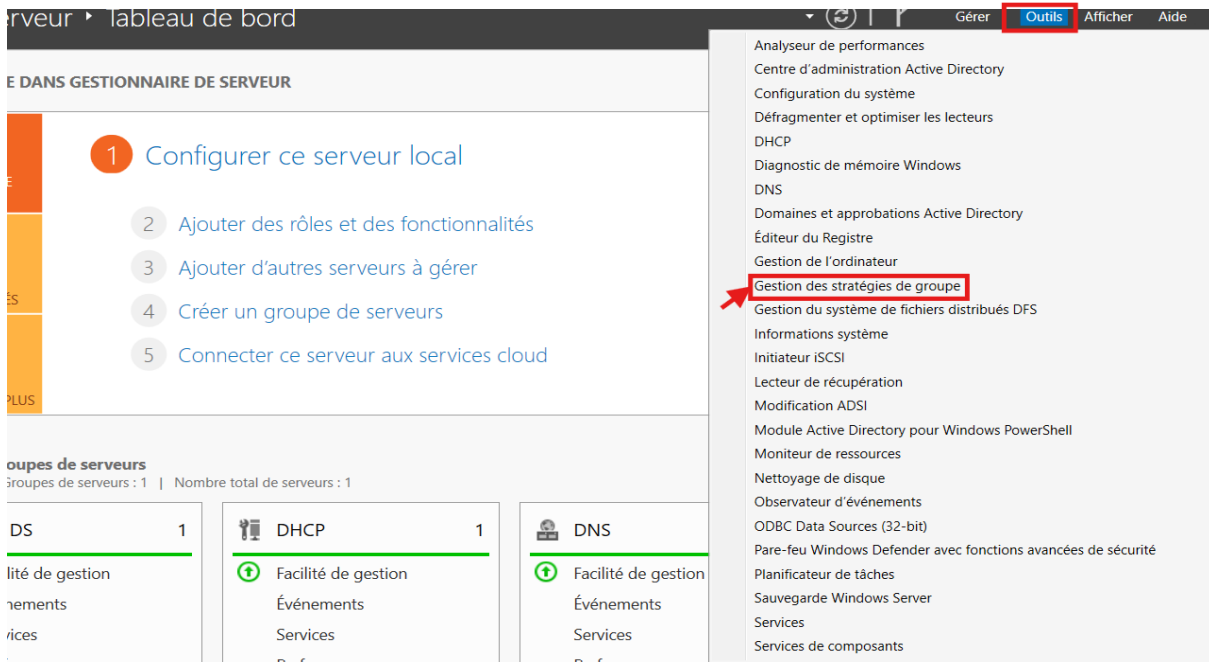 erveur ‣ Tableau de bord
Gérer Outils Afficher Aide
E DANS GESTIONNAIRE DE SERVEUR
1 Configurer ce serveur local
2 Ajouter des rôles et des fonctionnalités
3 Ajouter d’autres serveurs à gérer
4 Créer un groupe de serveurs
5 Connecter ce serveur aux services cloud
E
ÉS
PLUS
oupes de serveurs
Groupes de serveurs : 1 | Nombre total de serveurs : 1
DS 1
lité de gestion
nements
vices
DHCP 1
Facilité de gestion
Événements
Services
DNS
Facilité de gestion
Événements
Services
Analyseur de performances
Centre d’administration Active Directory
Configuration du système
Défragmenter et optimiser les lecteurs
DHCP
Diagnostic de mémoire Windows
DNS
Domaines et approbations Active Directory
Éditeur du Registre
Gestion de l’ordinateur
Gestion des stratégies de groupe
Gestion du système de fichiers distribués DFS
Informations système
Initiateur iSCSI
Lecteur de récupération
Modification ADSI
Module Active Directory pour Windows PowerShell
Moniteur de ressources
Nettoyage de disque
Observateur d’événements
ODBC Data Sources (32-bit)
Pare-feu Windows Defender avec fonctions avancées de sécurité
Planificateur de tâches
Sauvegarde Windows Server
Services
Services de composants